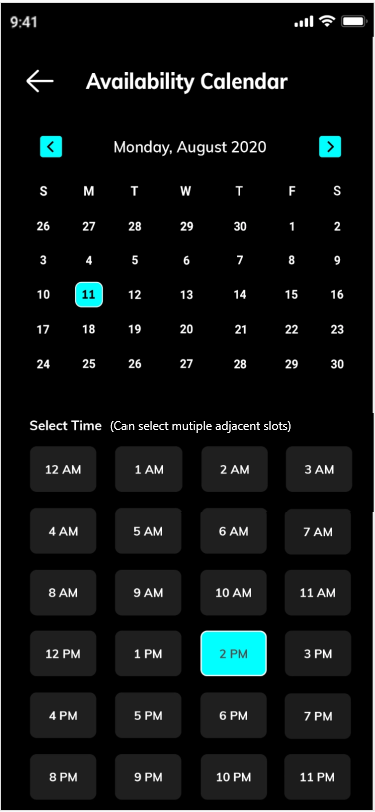 9:41
Availability Calendar
Monday, August 2020
S M T W T F S
26 27 28 29 30 1 2
3 4 5 6 7 8 9
10 11 12 13 14 15 16
17 18 19 20 21 22 23
24 25 26 27 28 29 30
Select Time (Can select mutiple adjacent slots)
12 AM 1 AM 2 AM 3 AM
4 AM 5 AM 6 AM 7 AM
8 AM 9 AM 10 AM 11 AM
12 PM 1 PM 2 PM 3 PM
4 PM 5 PM 6 PM 7 PM
8 PM 9 PM 10 PM 11 PM